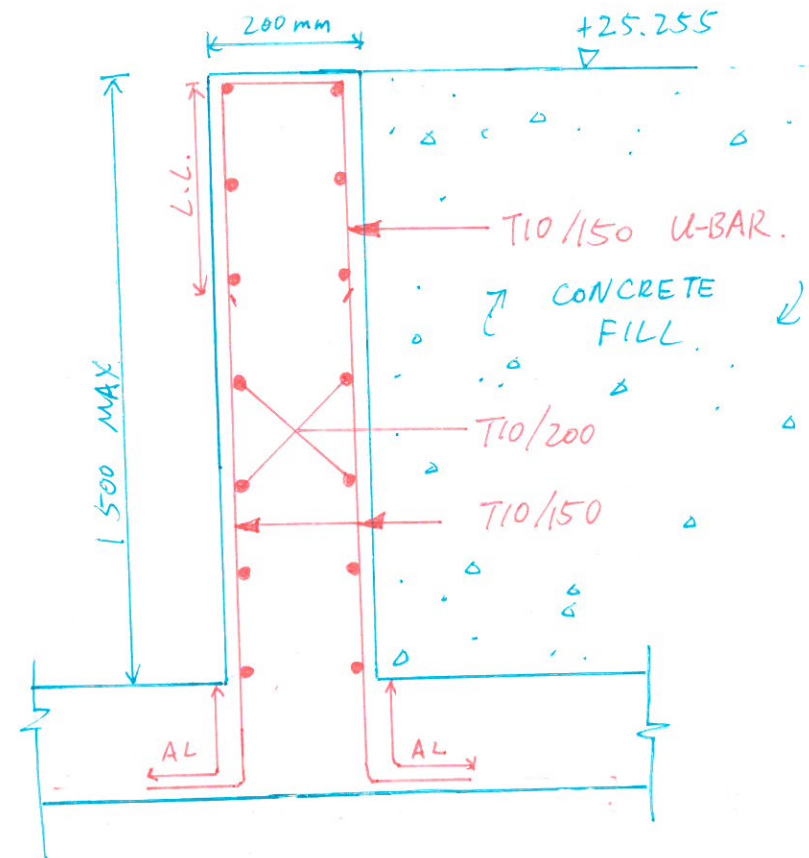 200 mm
+25.255
L.L.
T10/150 U-BAR.
CONCRETE
FILL.
1500 MAX
T10/200
T10/150
AL
AL